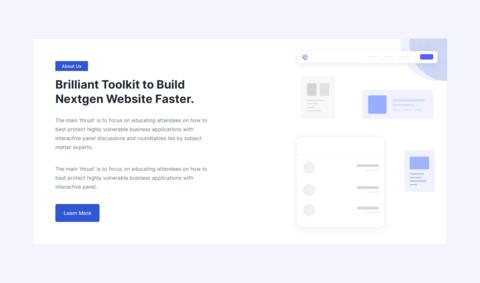 About Us
Brilliant Toolkit to Build
Nextgen Website Faster.
The main ‘thrust’ is to focus on educating attendees on how to
best protect highly vulnerable business applications with
interactive panel discussions and roundtables led by subject
matter experts.
The main ‘thrust’ is to focus on educating attendees on how to
best protect highly vulnerable business applications with
interactive panel.
Learn More